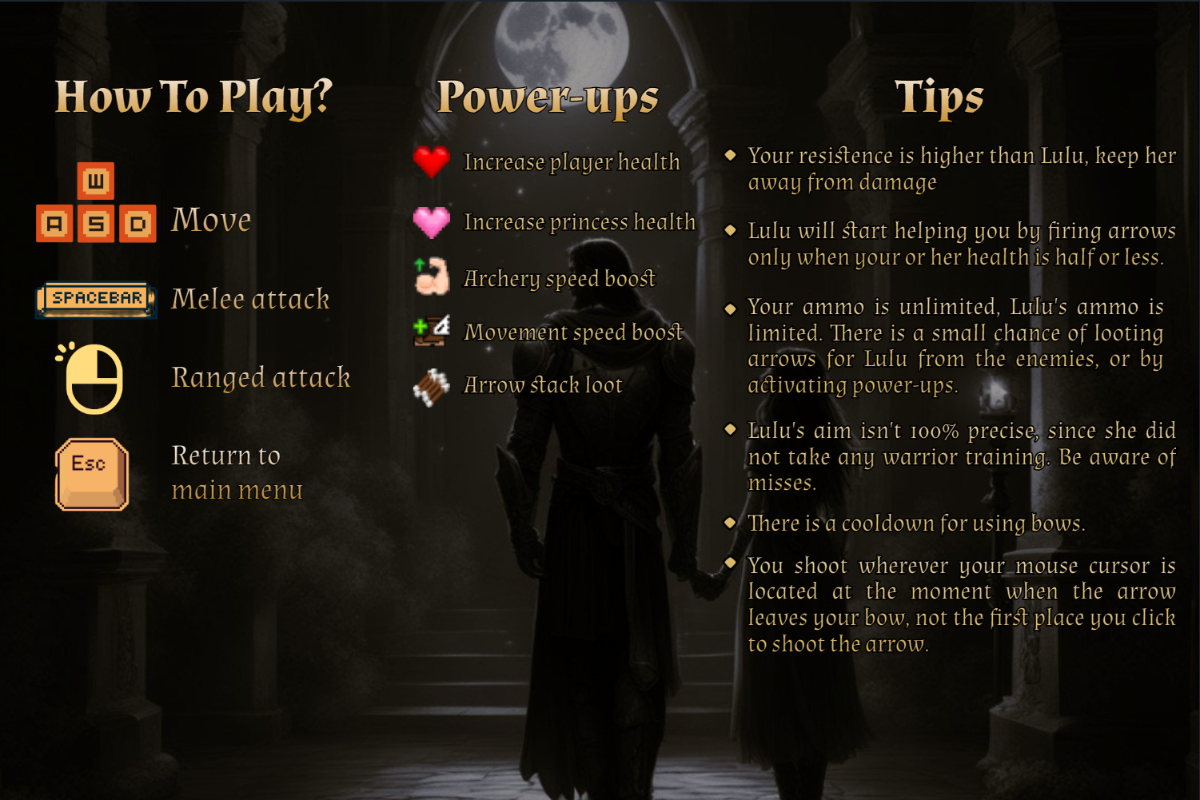 How To Play?
W
A S D
Move
SPACEBAR
Melee attack
Ranged attack
Esc
Return to
main menu
Power-ups
Increase player health
Increase princess health
Archery speed boost
Movement speed boost
Arrow stack loot
Tips
Your resistence is higher than Lulu, keep her
away from damage
Lulu will start helping you by firing arrows
only when your or her health is half or less.
Your ammo is unlimited, Lulu's ammo is
limited. There is a small chance of looting
arrows for Lulu from the enemies, or by
activating power-ups.
Lulu's aim isn't 100% precise, since she did
not take any warrior training. Be aware of
misses.
There is a cooldown for using bows.
You shoot wherever your mouse cursor is
located at the moment when the arrow
leaves your bow, not the first place you click
to shoot the arrow.